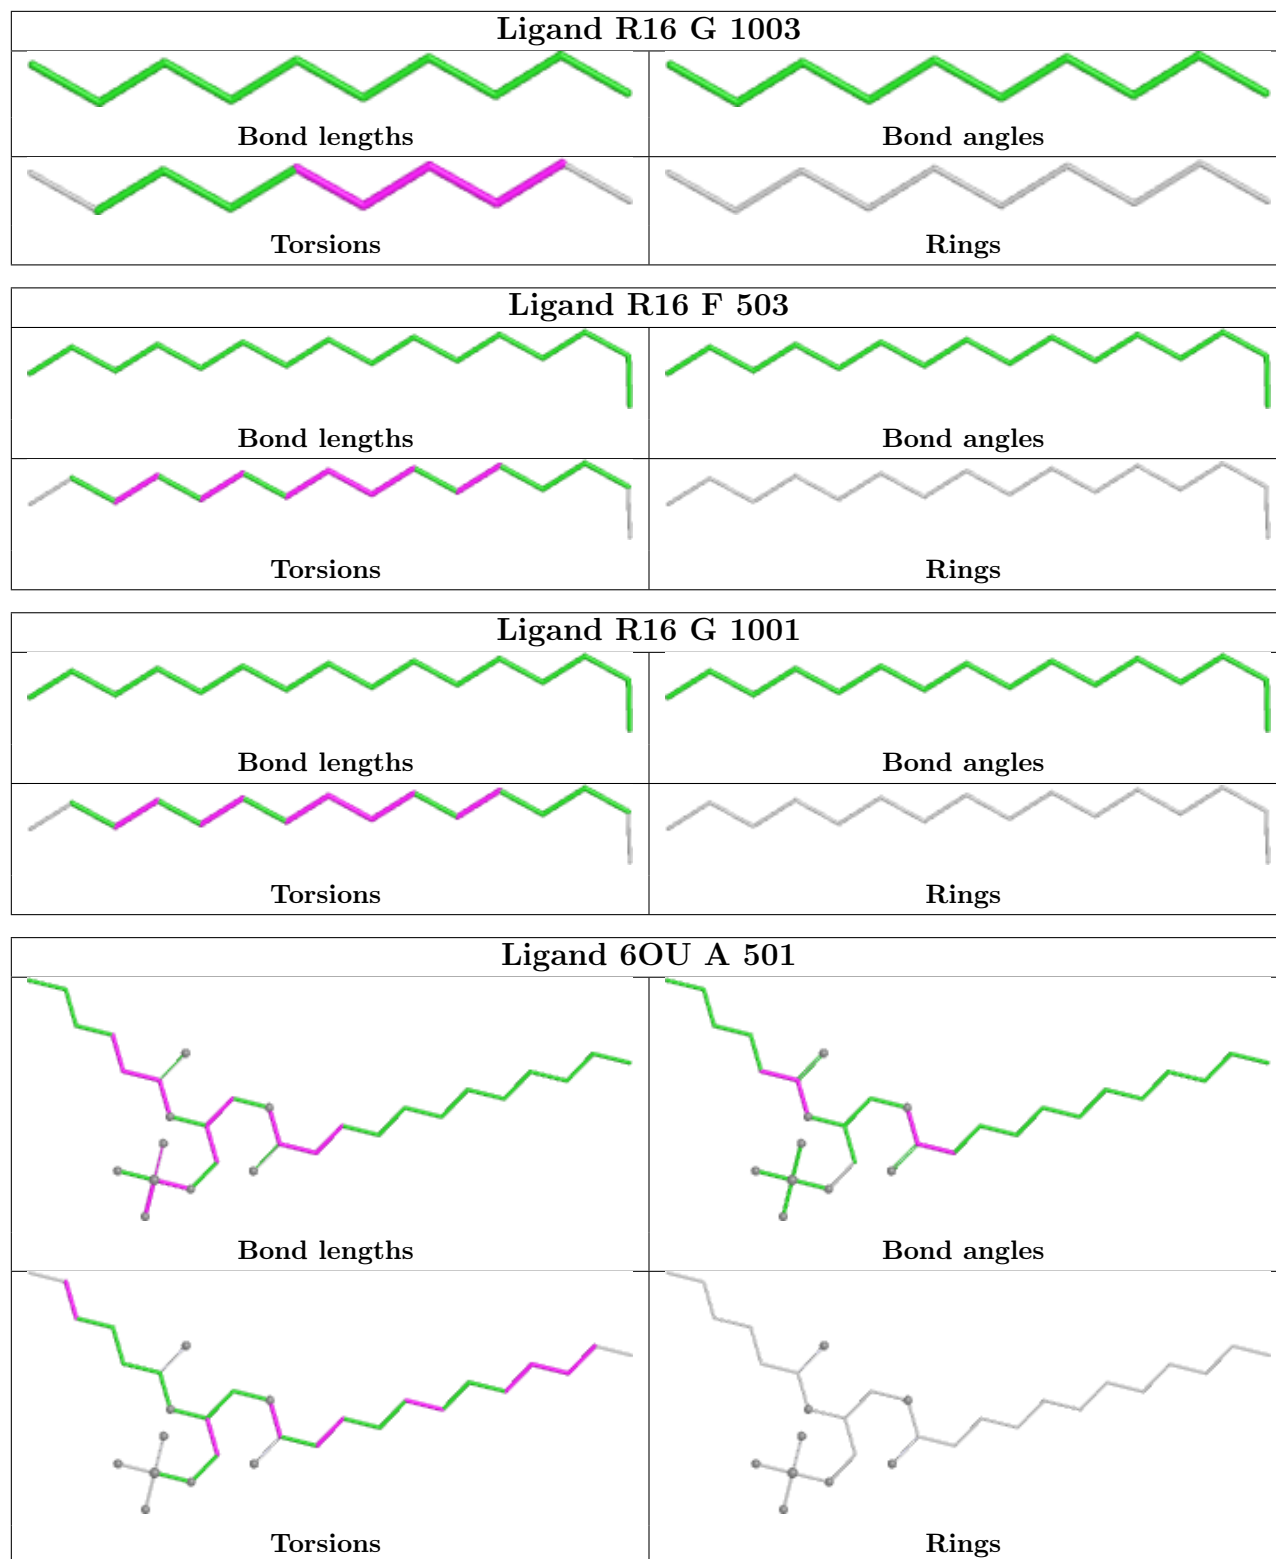 Ligand R16 G 1003
Bond lengths
Bond angles
Torsions
Rings
Ligand R16 F 503
Bond lengths
Bond angles
Torsions
Rings
Ligand R16 G 1001
Bond lengths
Bond angles
Torsions
Rings
Ligand 6OU A 501
Bond lengths
Bond angles
Torsions
Rings